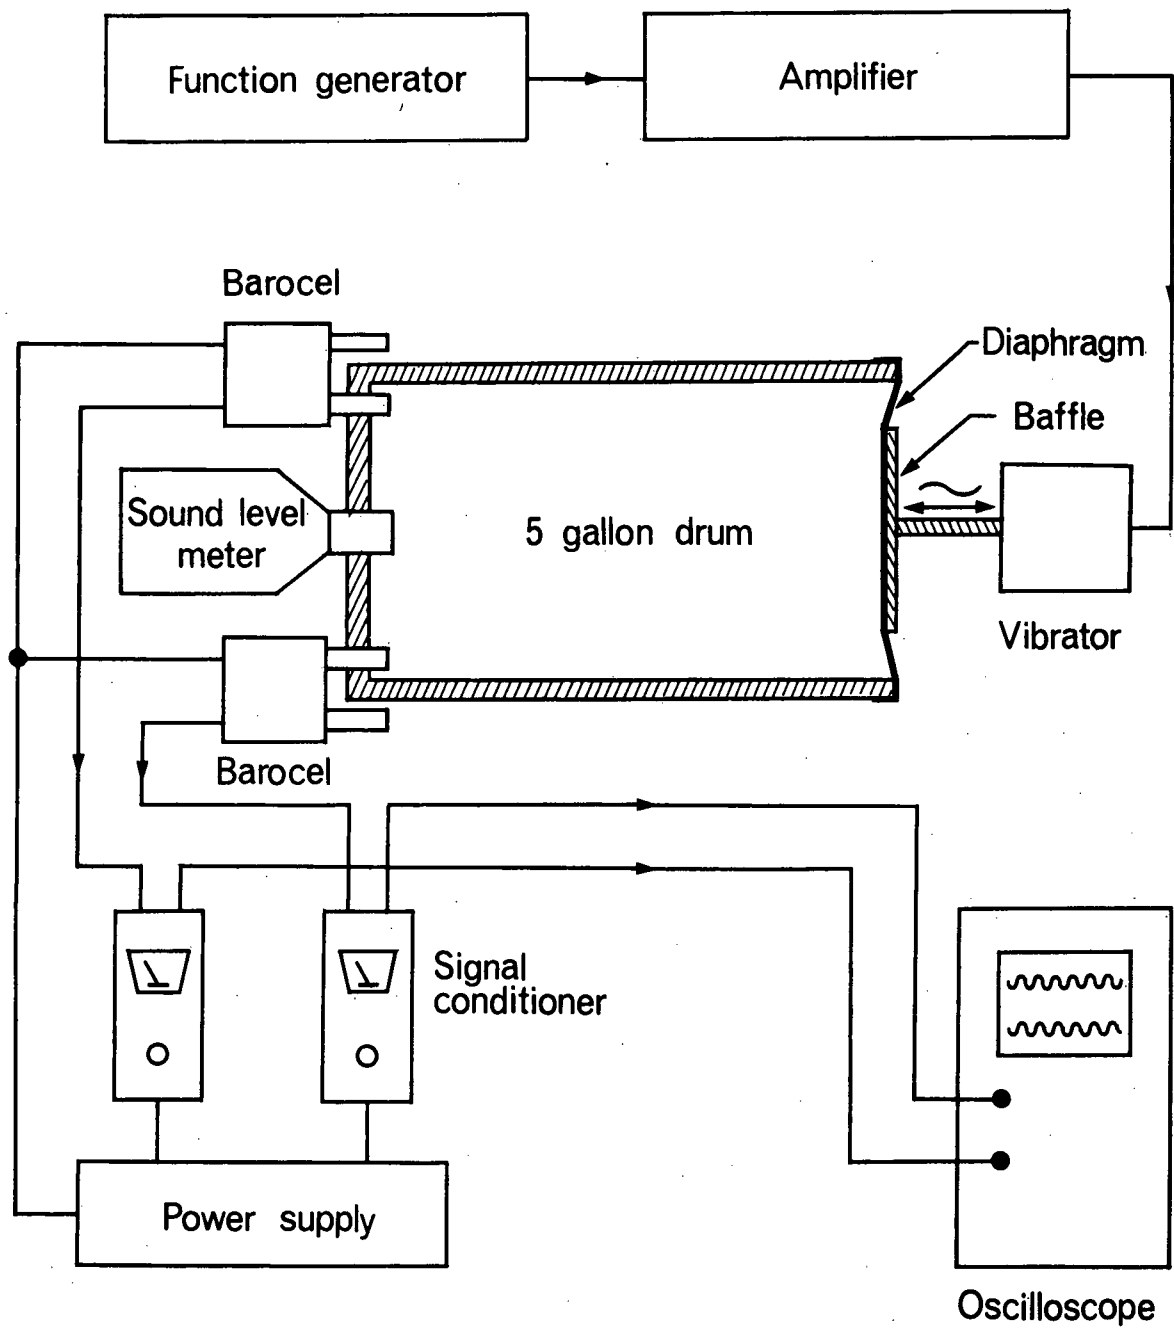 Function generator
Amplifier
Barocel
Diaphragm
Baffle
Sound level
meter
5 gallon drum
Vibrator
Barocel
Signal
conditioner
Power supply
Oscilloscope